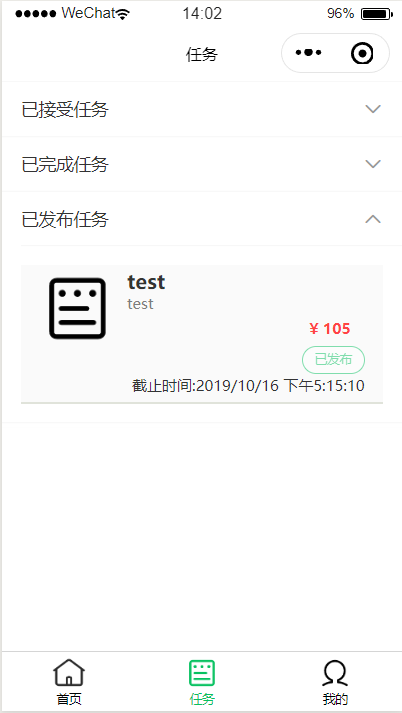 WeChat 14:02 96%
任务
已接受任务
已完成任务
已发布任务
test
test
¥ 105
已发布
截止时间:2019/10/16 下午5:15:10
首页 任务 我的